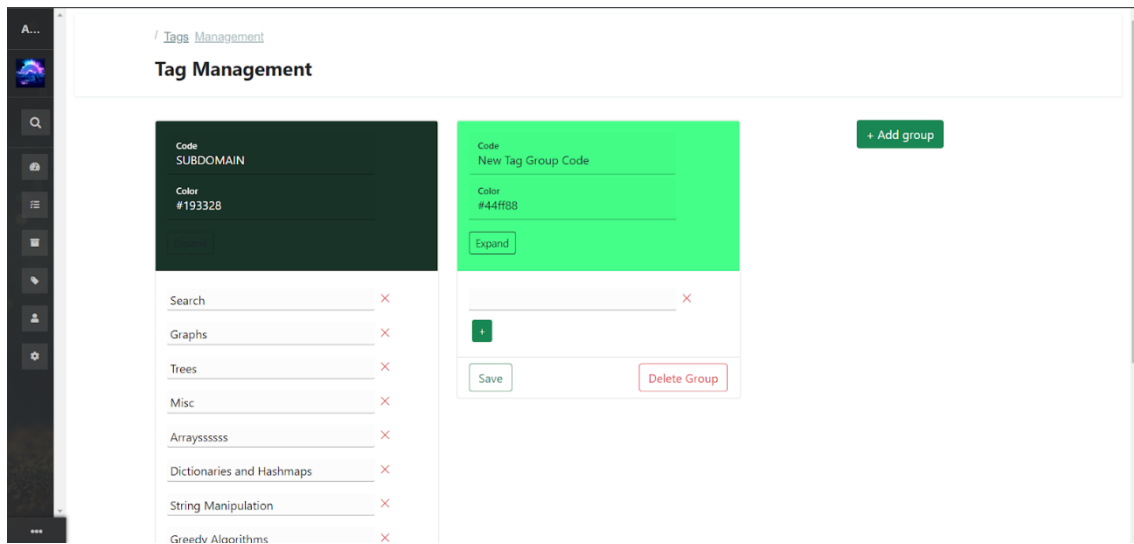 A...
/ Tags Management
Tag Management
+ Add group
Code
SUBDOMAIN
Color
#193328
Search
Graphs
Trees
Misc
Arraysssssss
Dictionaries and Hashmaps
String Manipulation
Greedy Algorithms
Code
New Tag Group Code
Color
#44ff88
Expand
+
Save
Delete Group